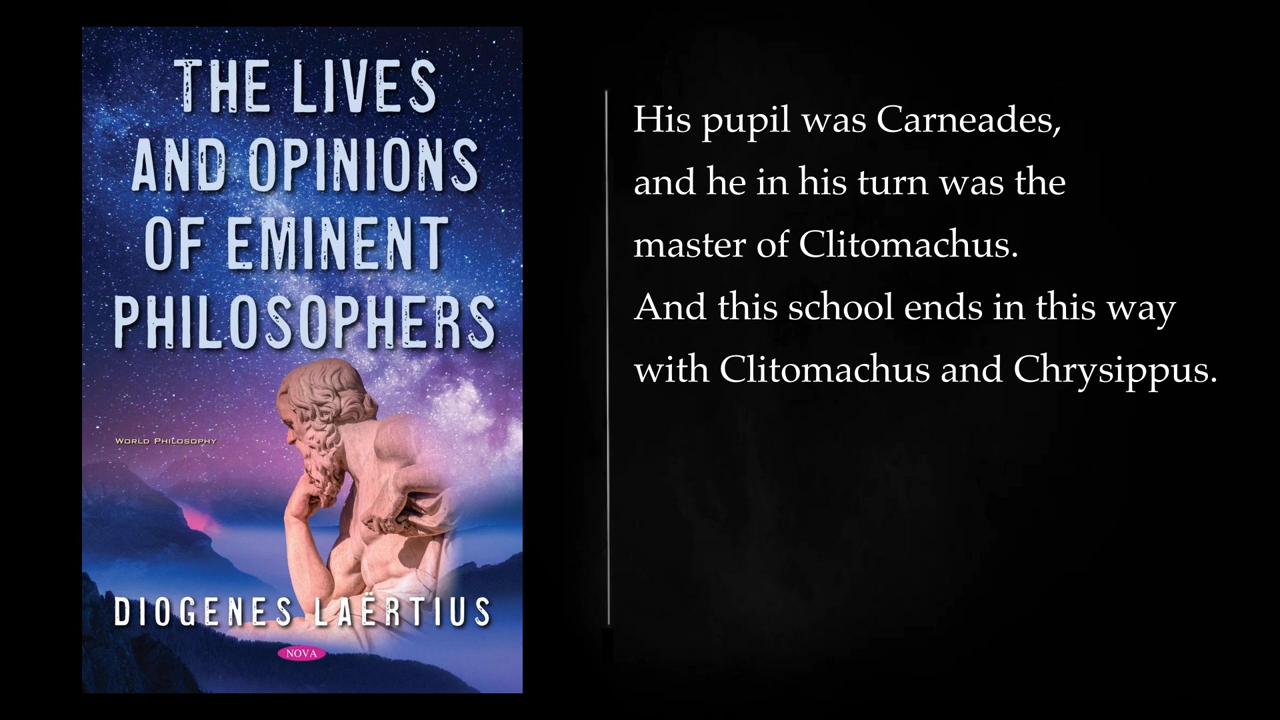 THE LIVES
AND OPINIONS
OF EMINENT
PHILOSOPHERS
WORLD PHILOSOPHY
DIOGENES LAËRTIUS
NOVA
His pupil was Carneades,
and he in his turn was the
master of Clitomachus.
And this school ends in this way
with Clitomachus and Chrysippus.